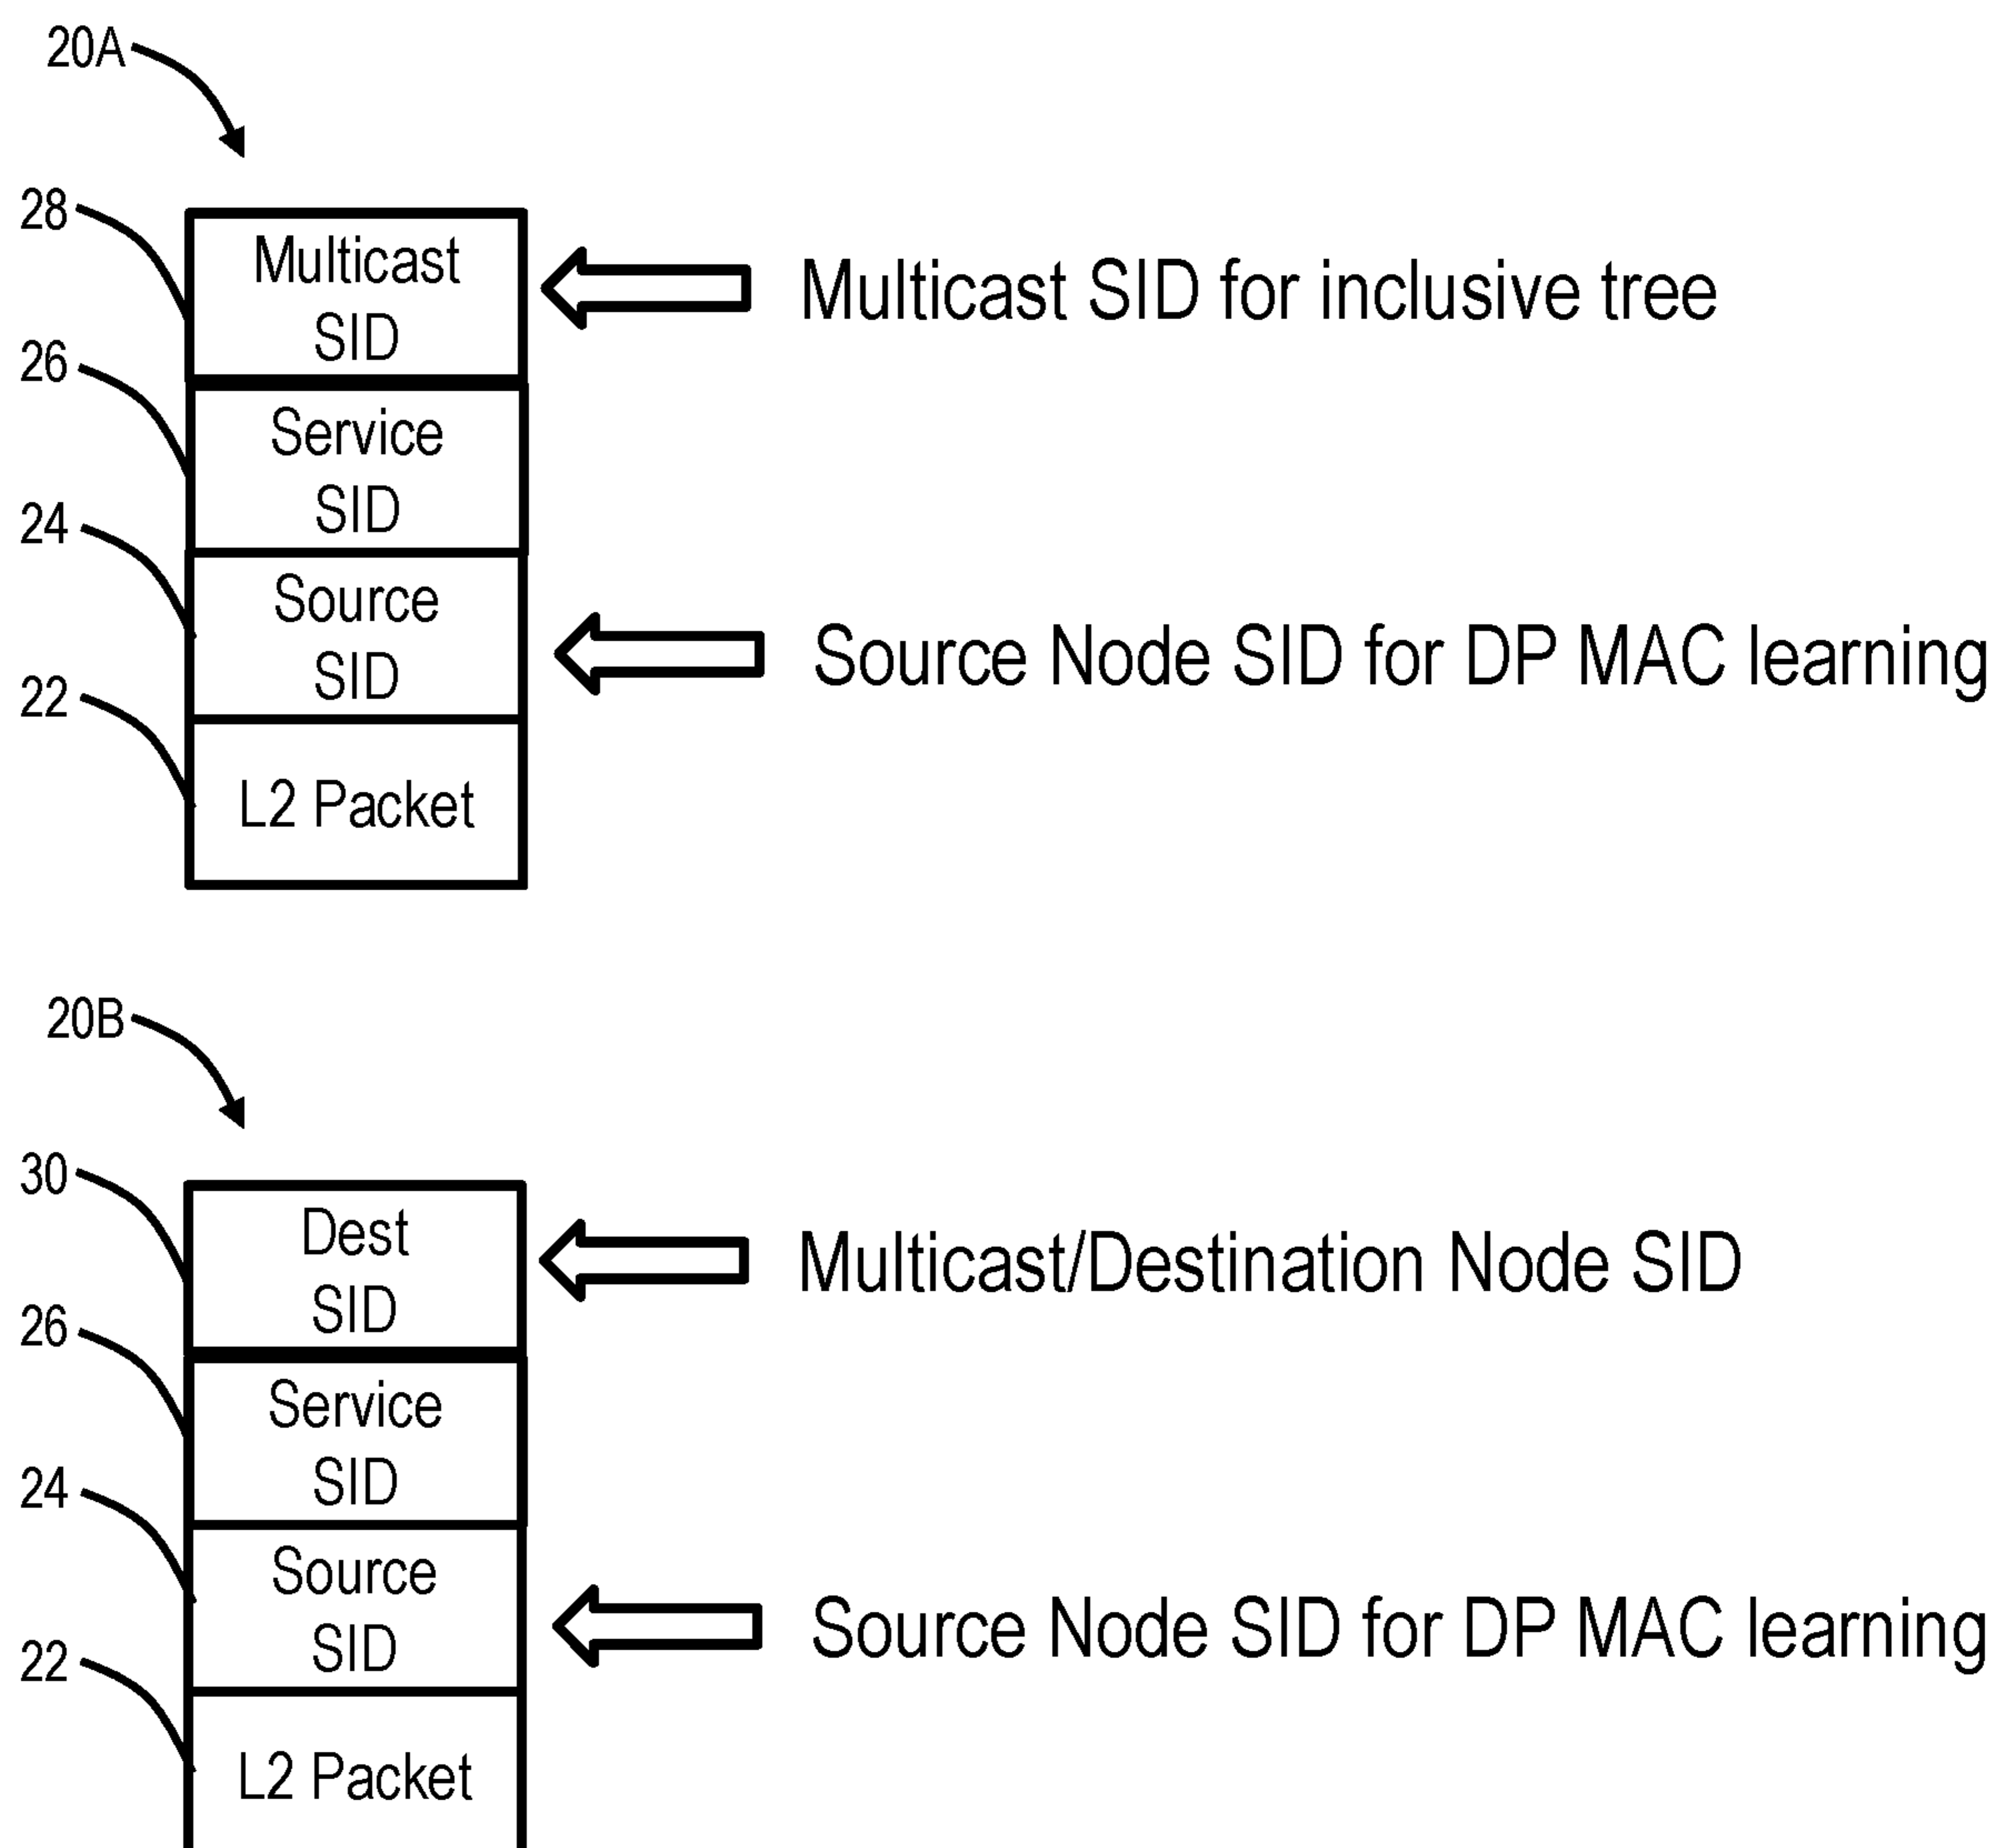 20A
28
Multicast
SID
Multicast SID for inclusive tree
26
Service
SID
24
Source
SID
Source Node SID for DP MAC learning
22
L2 Packet
20B
30
Dest
SID
Multicast/Destination Node SID
26
Service
SID
24
Source
SID
Source Node SID for DP MAC learning
22
L2 Packet